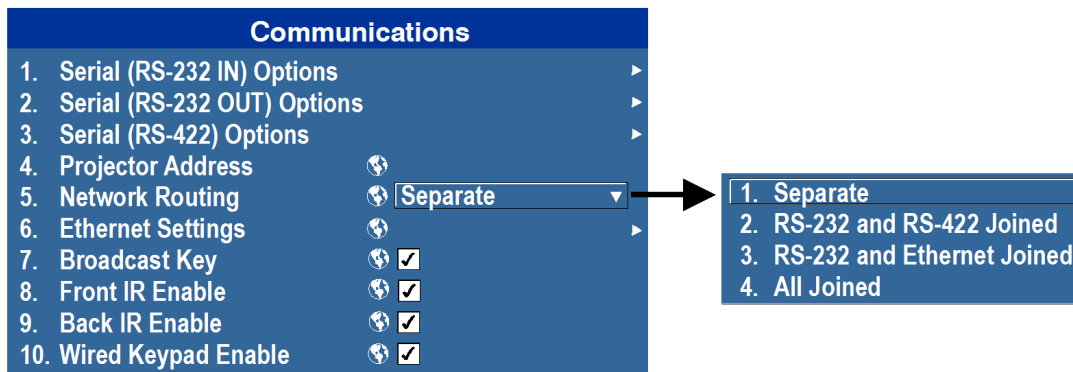 Communications
1. Serial (RS-232 IN) Options
2. Serial (RS-232 OUT) Options
3. Serial (RS-422) Options
4. Projector Address
5. Network Routing Separate
6. Ethernet Settings
7. Broadcast Key
8. Front IR Enable
9. Back IR Enable
10. Wired Keypad Enable
1. Separate
2. RS-232 and RS-422 Joined
3. RS-232 and Ethernet Joined
4. All Joined